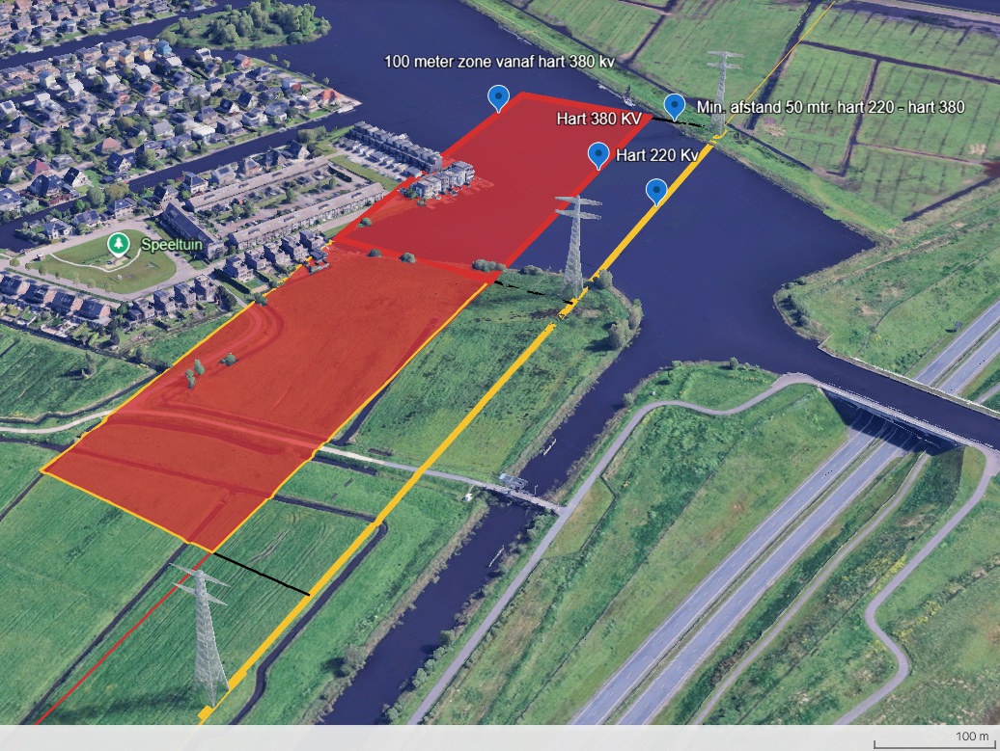 100 meter zone vanaf hart 380 kv
Min. afstand 50 mtr. hart 220 - hart 380
Hart 380 KV
Hart 220 Kv
Speeltuin
100 m